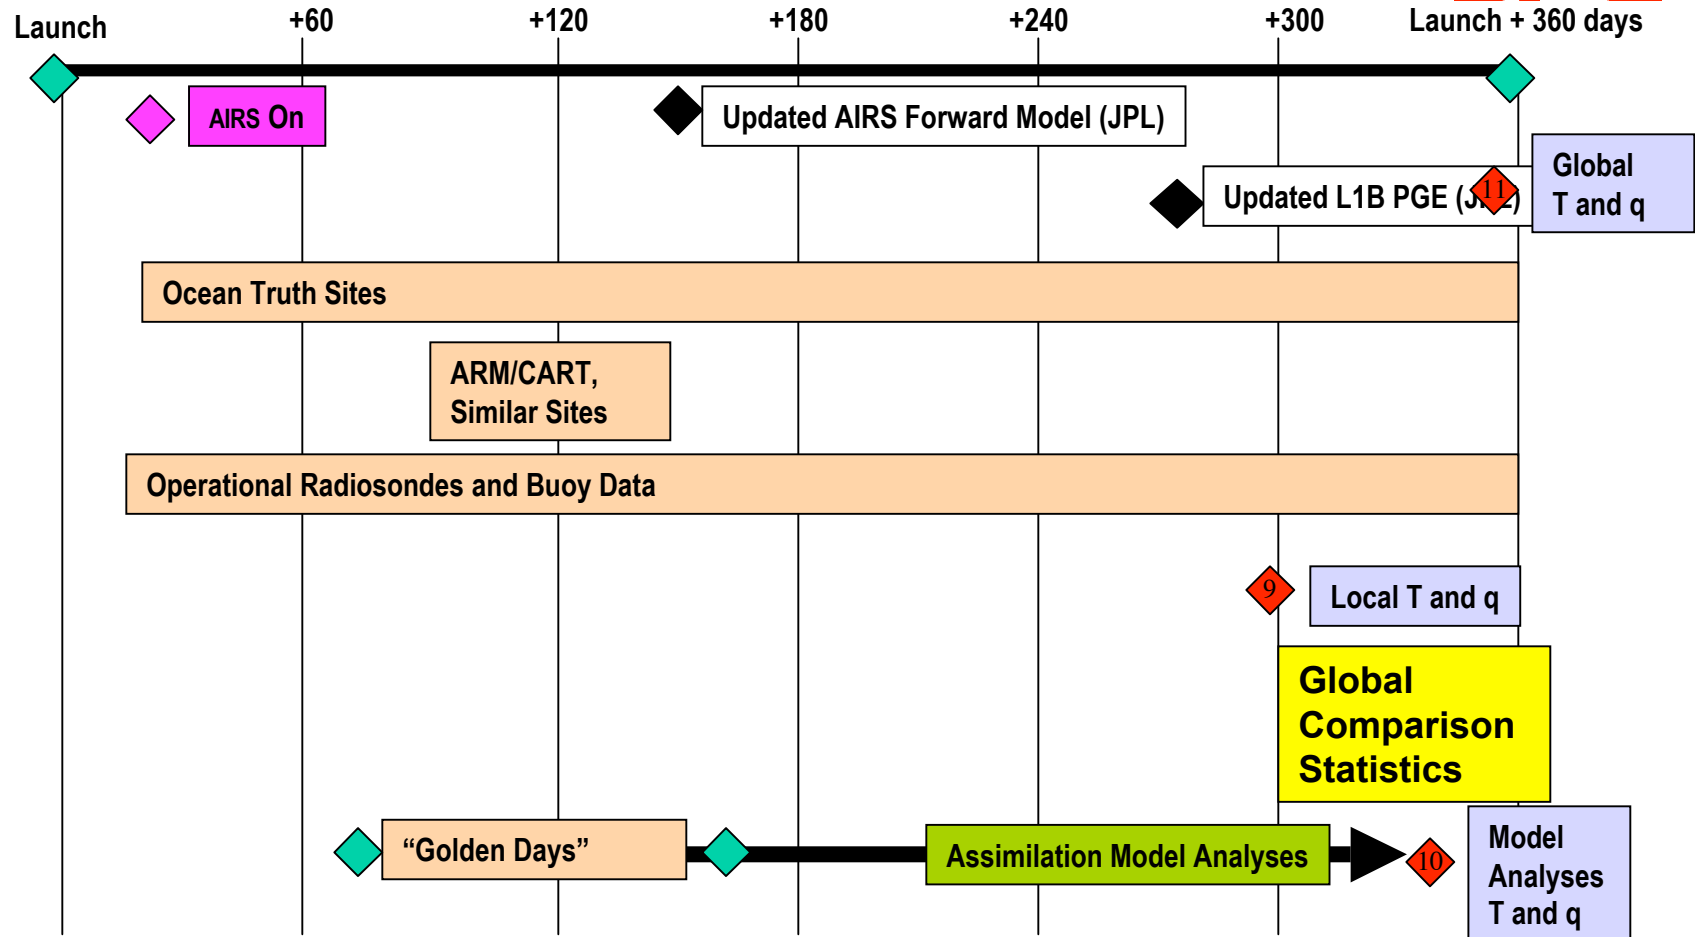 Launch
+60
+120
+180
+240
+300
Launch + 360 days
AIRS On
Updated AIRS Forward Model (JPL)
Global
T and q
Updated L1B PGE (JPL)
11
Ocean Truth Sites
ARM/CART,
Similar Sites
Operational Radiosondes and Buoy Data
9
Local T and q
Global
Comparison
Statistics
“Golden Days”
Assimilation Model Analyses
10
Model
Analyses
T and q